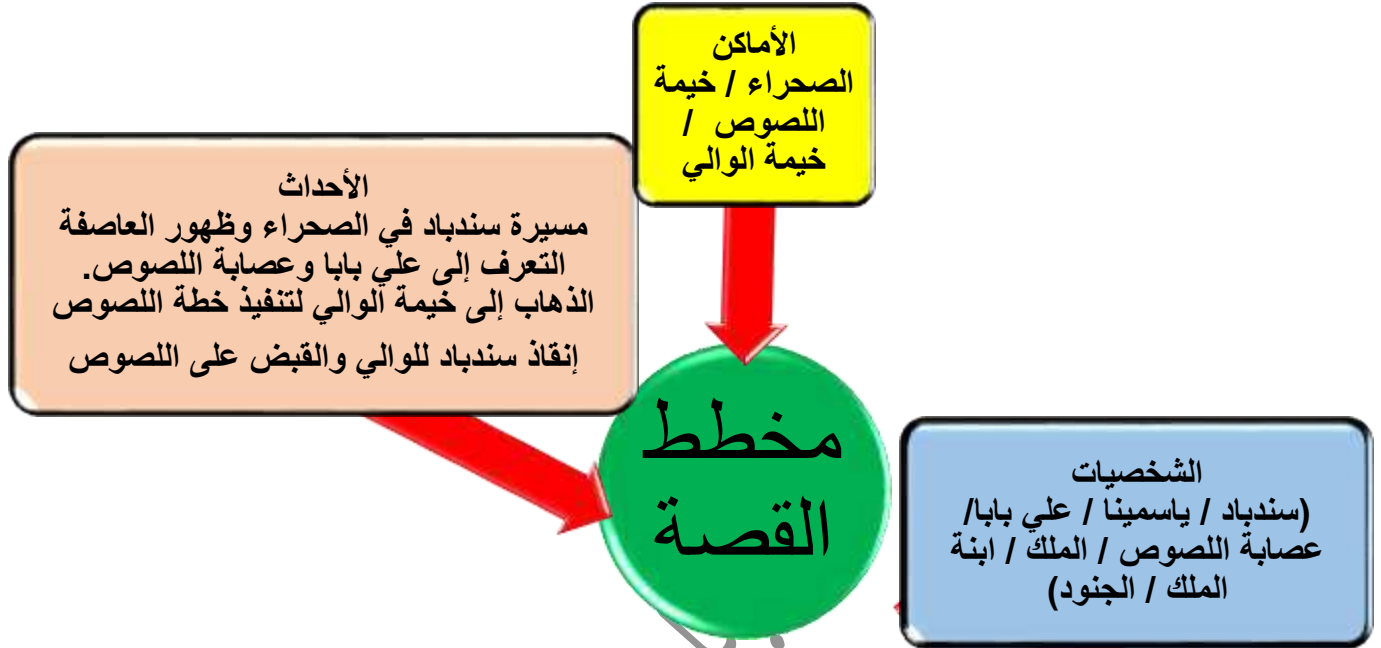 الأماكن
الصحراء / خيمة
اللصوص /
خيمة الوالي
الأحداث
مسيرة سندباد في الصحراء وظهور العاصفة
التعرف إلى علي بابا وعصابة اللصوص.
الذهاب إلى خيمة الوالي لتنفيذ خطة اللصوص
إنقاذ سندباد للوالي والقبض على اللصوص
مخطط
القصة
الشخصيات
(سندباد / ياسمينا / علي بابا/
عصابة اللصوص / الملك / ابنة
الملك / الجنود)